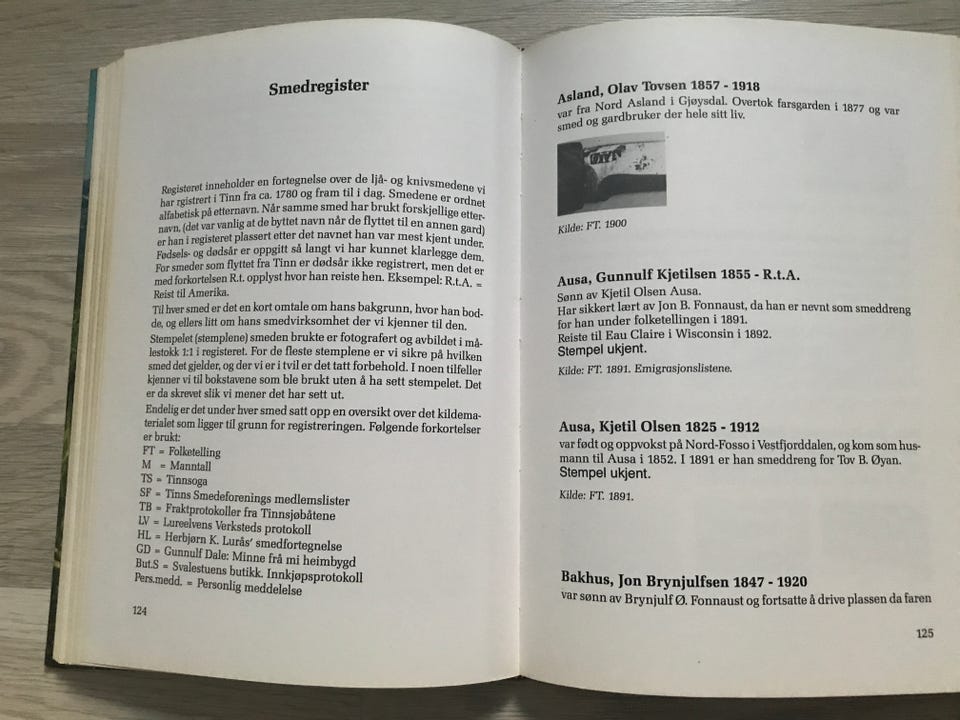 Smedregister
Registeret inneholder en fortegnelse over de ljå- og knivsmedene vi
har rgistrert i Tinn fra ca. 1780 og fram til i dag. Smedene er ordnet
alfabetisk på etternavn. Når samme smed har brukt forskjellige etter-
navn, (det var vanlig at de byttet navn når de flyttet til en annen gard)
er han i registeret plassert etter det navnet han var mest kjent under.
Fødsels- og dødsår er oppgitt så langt vi har kunnet klarlegge dem.
For smeder som flyttet fra Tinn er dødsår ikke registrert, men det er
med forkortelsen R.t. opplyst hvor han reiste hen. Eksempel: R.t.A. =
Reist til Amerika.
Til hver smed er det en kort omtale om hans bakgrunn, hvor han bod-
de, og ellers litt om hans smedvirksomhet der vi kjenner til den.
Stempelet (stemplene) smeden brukte er fotografert og avbildet i må-
lestokk 1:1 i registeret. For de fleste stemplene er vi sikre på hvilken
smed det gjelder, og der vi er i tvil er det tatt forbehold. I noen tilfeller
kjenner vi til bokstavene som ble brukt uten å ha sett stempelet. Det
er da skrevet slik vi mener det har sett ut.
Endelig er det under hver smed satt opp en oversikt over det kildema-
terialet som ligger til grunn for registreringen. Følgende forkortelser
er brukt:
FT = Folketelling
M = Manntall
TS = Tinnsoga
SF = Tinns Smedeforenings medlemslister
TB = Fraktprotokoller fra Tinnsjøbåtene
LV = Lureelvens Verksteds protokoll
HL = Herbjørn K. Lurås' smedfortegnelse
GD = Gunnulf Dale: Minne frå mi heimbygd
But.S = Svalestuens butikk. Innkjøpsprotokoll
Pers.medd. = Personlig meddelelse
124
Asland, Olav Tovsen 1857 - 1918
var fra Nord Asland i Gjøysdal. Overtok farsgarden i 1877 og var
smed og gardbruker der hele sitt liv.
Kilde: FT. 1900
Ausa, Gunnulf Kjetilsen 1855 - R.t.A.
Sønn av Kjetil Olsen Ausa.
Har sikkert lært av Jon B. Fonnaust, da han er nevnt som smeddreng
for han under folketellingen i 1891.
Reiste til Eau Claire i Wisconsin i 1892.
Stempel ukjent.
Kilde: FT. 1891. Emigrasjonslistene.
Ausa, Kjetil Olsen 1825 - 1912
var født og oppvokst på Nord-Fosso i Vestfjorddalen, og kom som hus-
mann til Ausa i 1852. I 1891 er han smeddreng for Tov B. Øyan.
Stempel ukjent.
Kilde: FT. 1891.
Bakhus, Jon Brynjulfsen 1847 - 1920
var sønn av Brynjulf Ø. Fonnaust og fortsatte å drive plassen da faren
125